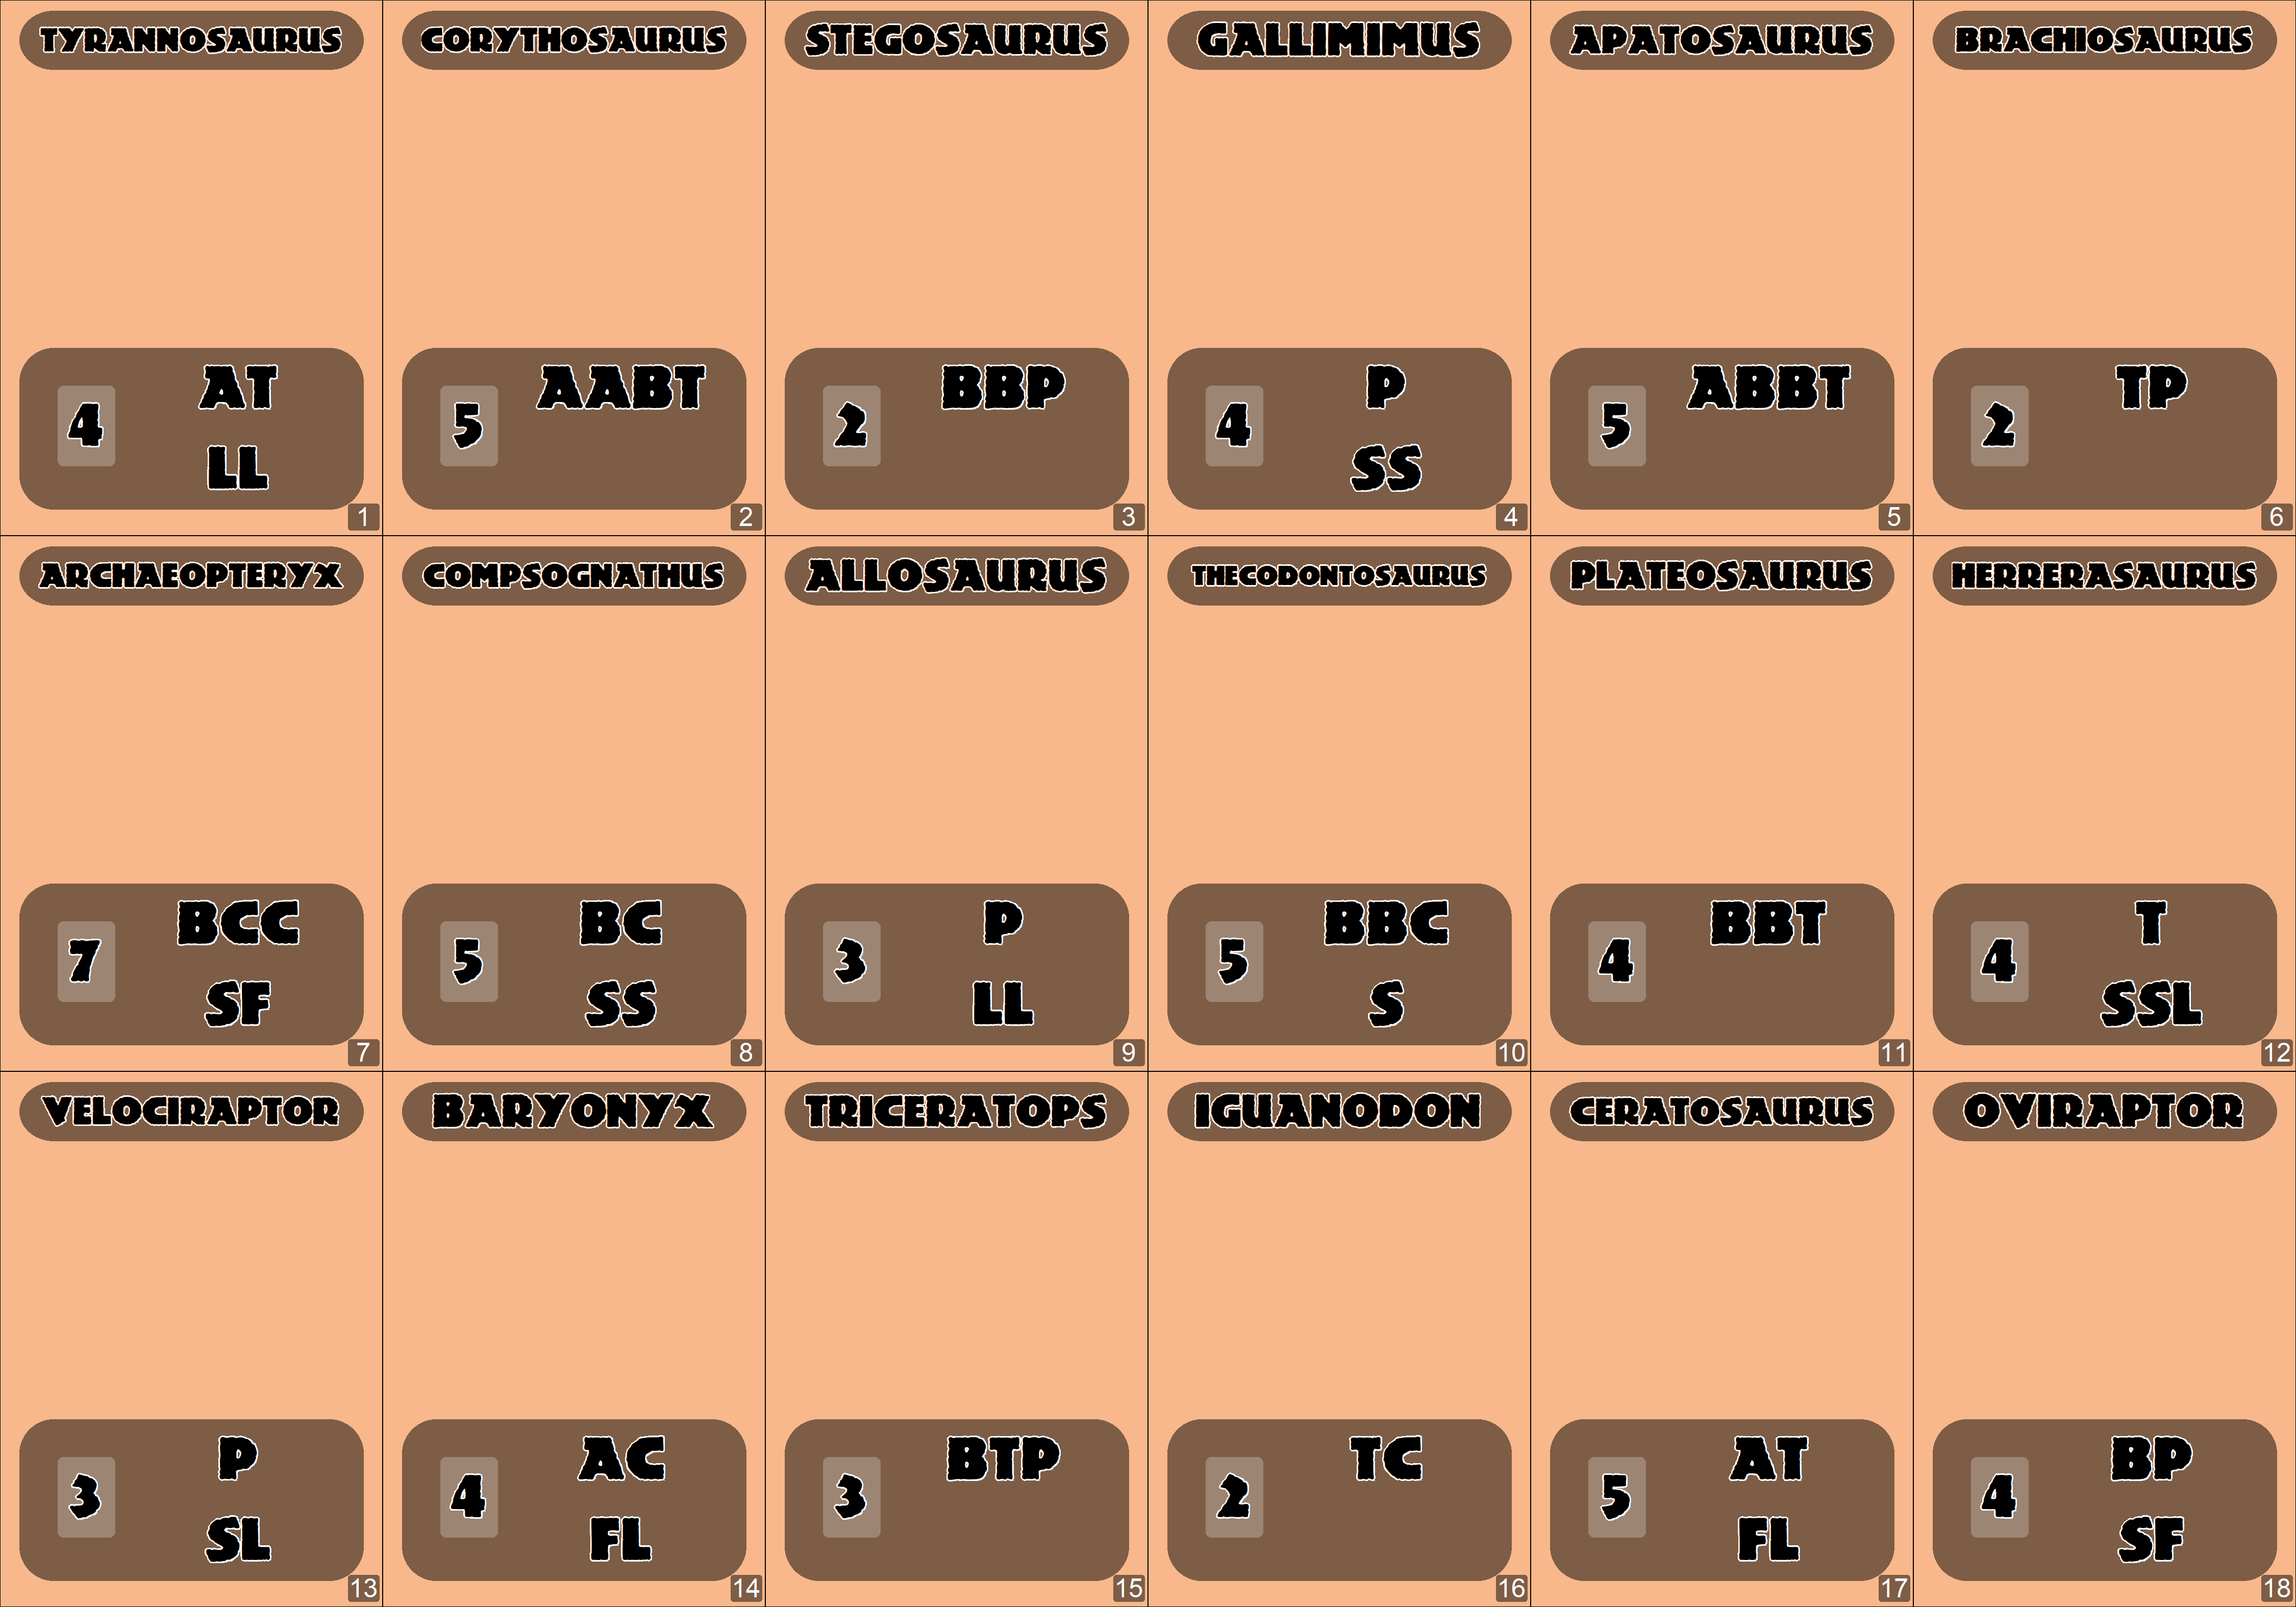 TYRANNOSAURUS
4
AT
LL
1
CORYTHOSAURUS
5
AABT
2
STEGOSAURUS
2
BBP
3
GALLIMIMUS
4
P
SS
4
APATOSAURUS
5
ABBT
5
BRACHIOSAURUS
2
TP
6
ARCHAEOPTERYX
7
BCC
SF
7
COMPSOGNATHUS
5
BC
SS
8
ALLOSAURUS
3
P
LL
9
THECODONTOSAURUS
5
BBC
S
10
PLATEOSAURUS
4
BBT
11
HERRERASAURUS
4
T
SSL
12
VELOCIRAPTOR
3
P
SL
13
BARYONYX
4
AC
FL
14
TRICERATOPS
3
BTP
15
IGUANODON
2
TC
16
CERATOSAURUS
5
AT
FL
17
OVIRAPTOR
4
BP
SF
18